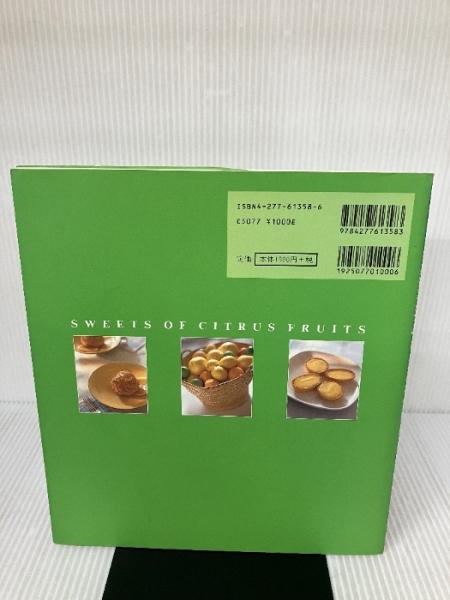 ISBN4-277-61358-6
C5077 ¥1000E
定価 本体1000円+税
9784277613583
1925077010006
SWEETS OF CITRUS FRUITS